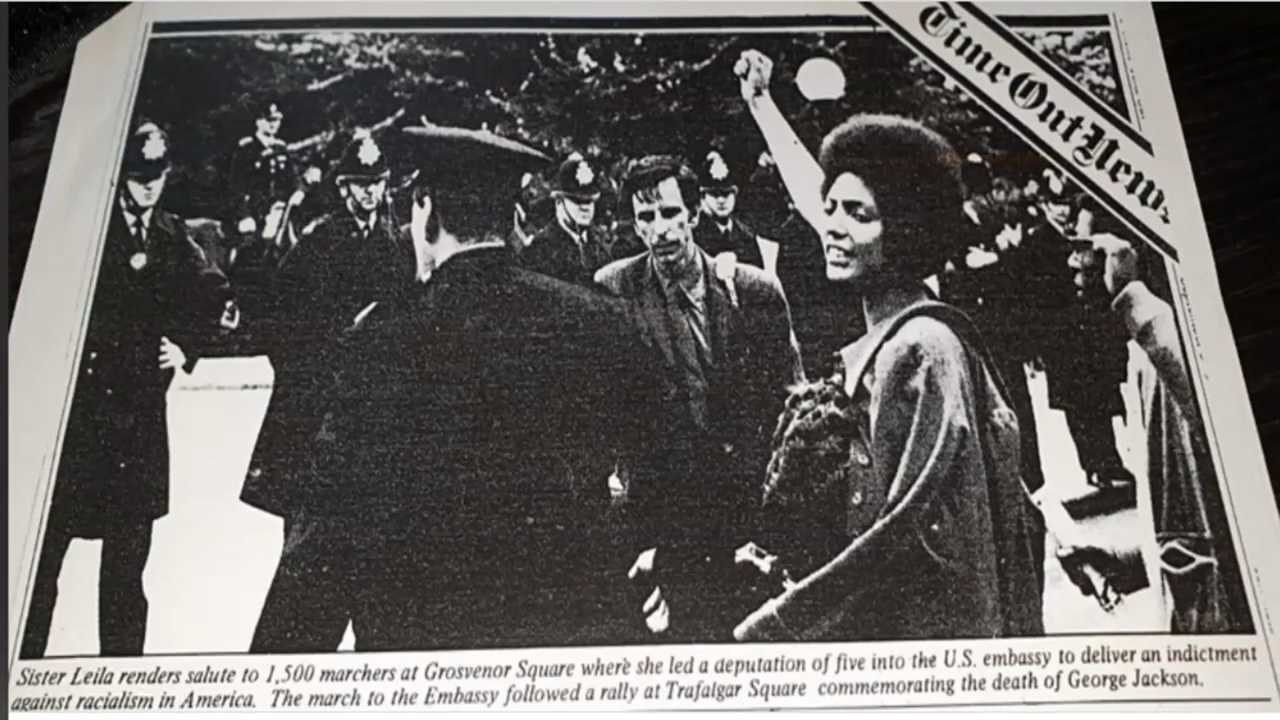 Time Out News
Sister Leila renders salute to 1,500 marchers at Grosvenor Square where she led a deputation of five into the U.S. embassy to deliver an indictment
against racialism in America. The march to the Embassy followed a rally at Trafalgar Square commemorating the death of George Jackson.